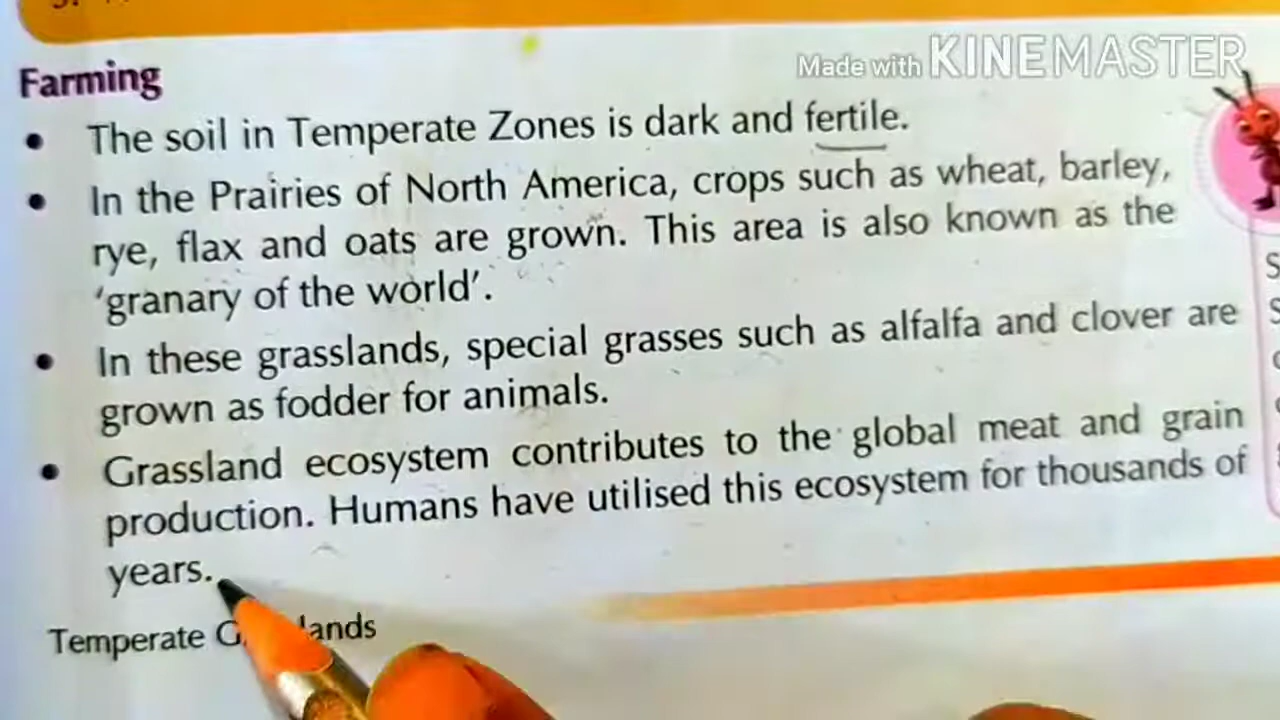 Made with KINEMASTER
Farming
• The soil in Temperate Zones is dark and fertile.
• In the Prairies of North America, crops such as wheat, barley,
rye, flax and oats are grown. This area is also known as the
'granary of the world'.
• In these grasslands, special grasses such as alfalfa and clover are
grown as fodder for animals.
• Grassland ecosystem contributes to the global meat and grain
production. Humans have utilised this ecosystem for thousands of
years.
Temperate